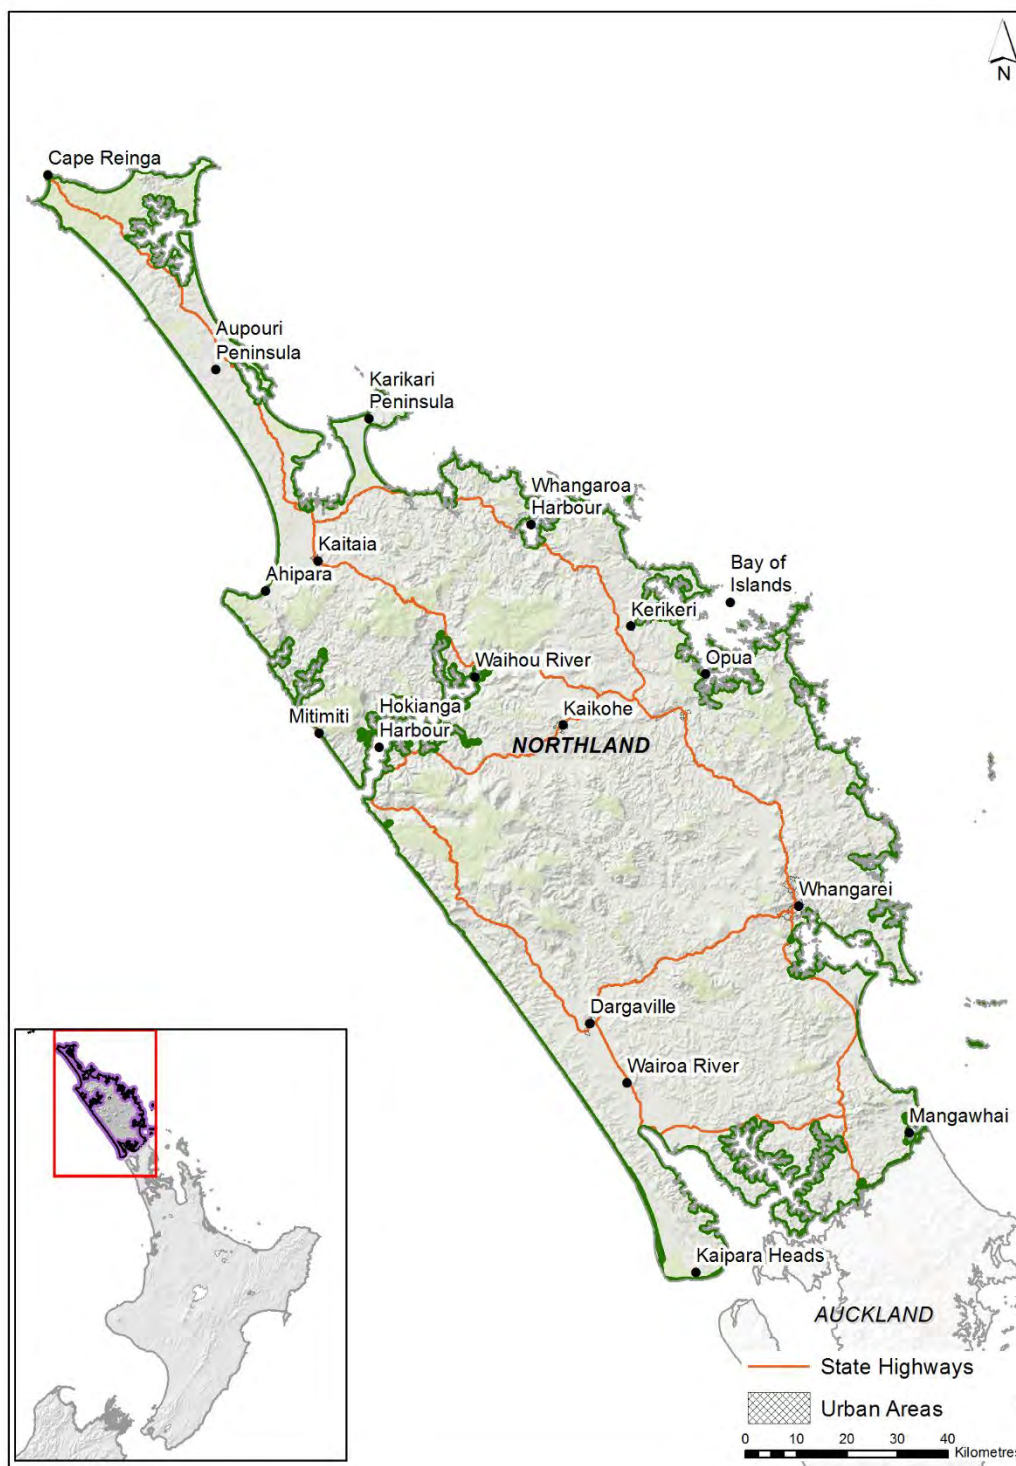 N
Cape Reinga
Aupouri
Peninsula
Karikari
Peninsula
Whangaroa
Harbour
Kaitaia
Ahipara
Bay of
Islands
Kerikeri
Waihou River
Opua
Hokianga
Harbour
Mitimiti
Kaikohe
NORTHLAND
Whangarei
Dargaville
Wairoa River
Mangawhai
Kaipara Heads
AUCKLAND
State Highways
Urban Areas
0 10 20 40
Kilometres